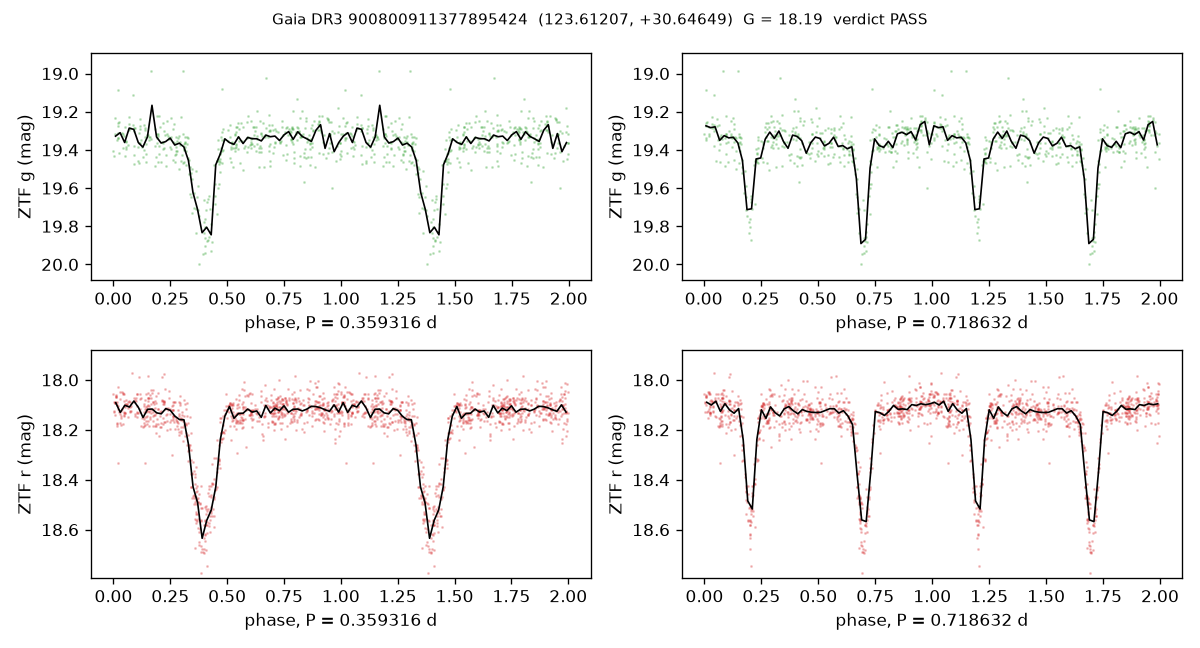 Gaia DR3 900800911377895424 (123.61207, +30.64649) G = 18.19 verdict PASS
ZTF g (mag)
19.0
19.2
19.4
19.6
19.8
20.0
0.00 0.25 0.50 0.75 1.00 1.25 1.50 1.75 2.00
phase, P = 0.359316 d
ZTF g (mag)
19.0
19.2
19.4
19.6
19.8
20.0
0.00 0.25 0.50 0.75 1.00 1.25 1.50 1.75 2.00
phase, P = 0.718632 d
ZTF r (mag)
18.0
18.2
18.4
18.6
0.00 0.25 0.50 0.75 1.00 1.25 1.50 1.75 2.00
phase, P = 0.359316 d
ZTF r (mag)
18.0
18.2
18.4
18.6
0.00 0.25 0.50 0.75 1.00 1.25 1.50 1.75 2.00
phase, P = 0.718632 d